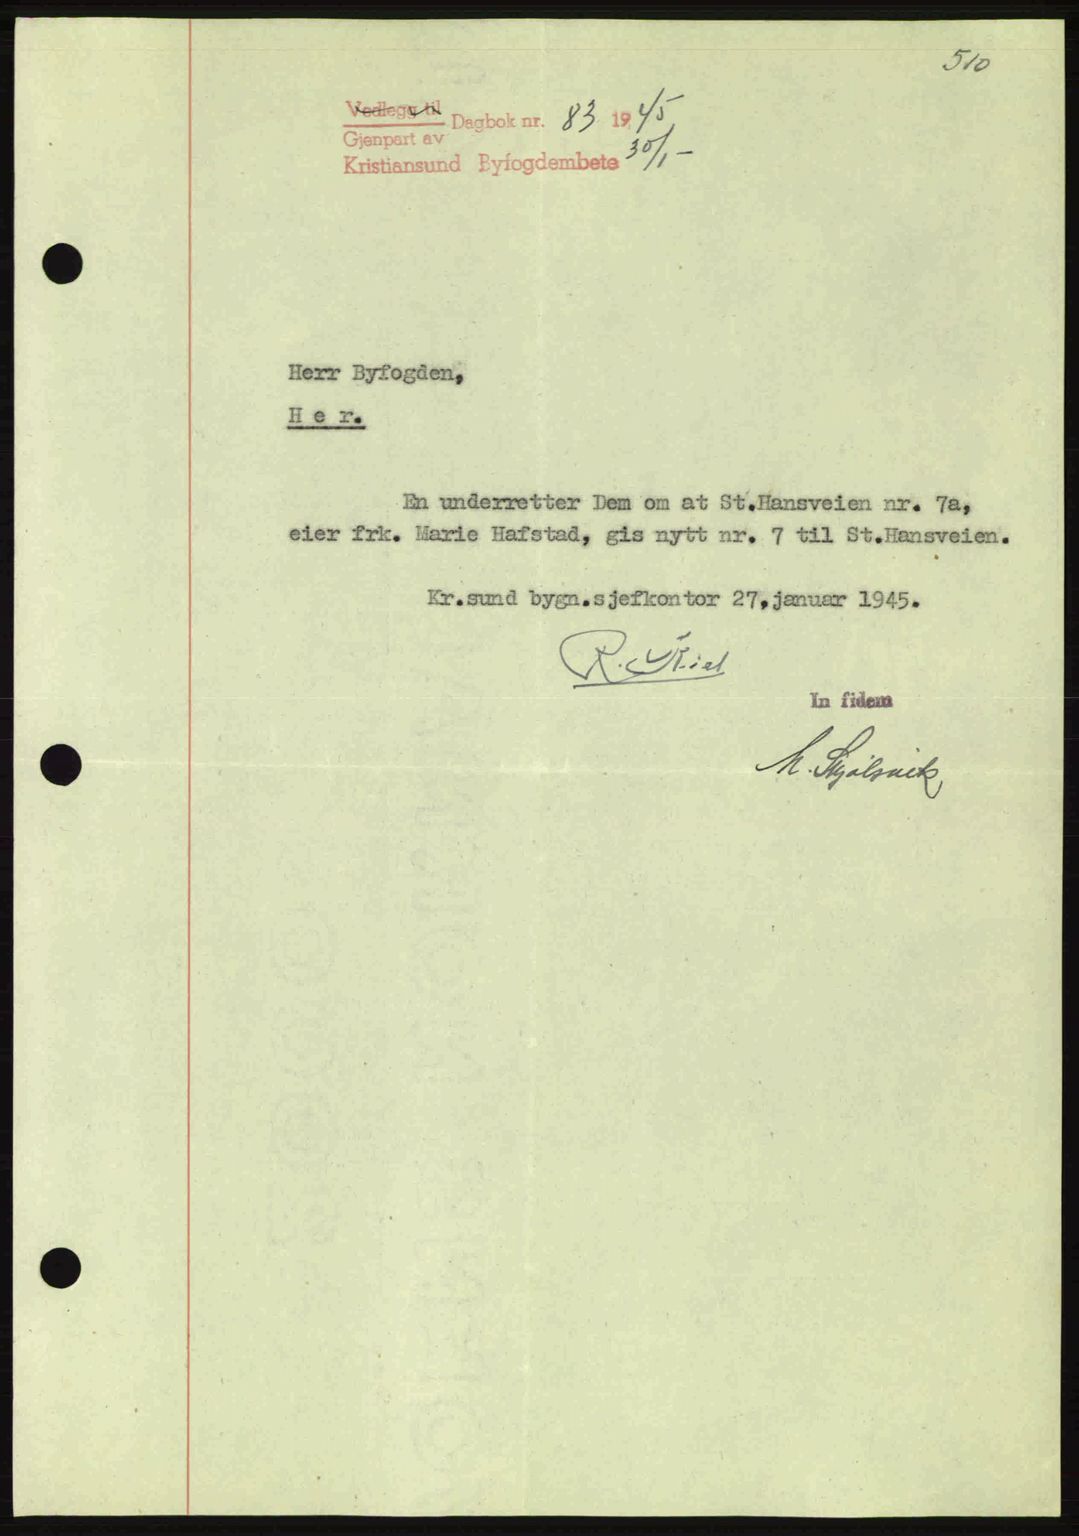 510
Vedlegg til
Gjenpart av
Dagbok nr. 83 1945
Kristiansund Byfogdembete 30/1-
Herr Byfogden,
H e r.
En underretter Dem om at St.Hansveien nr. 7a,
eier frk. Marie Hafstad, gis nytt nr. 7 til St.Hansveien.
Kr.sund bygn.sjefkontor 27,januar 1945.
R.
In fidem
M.